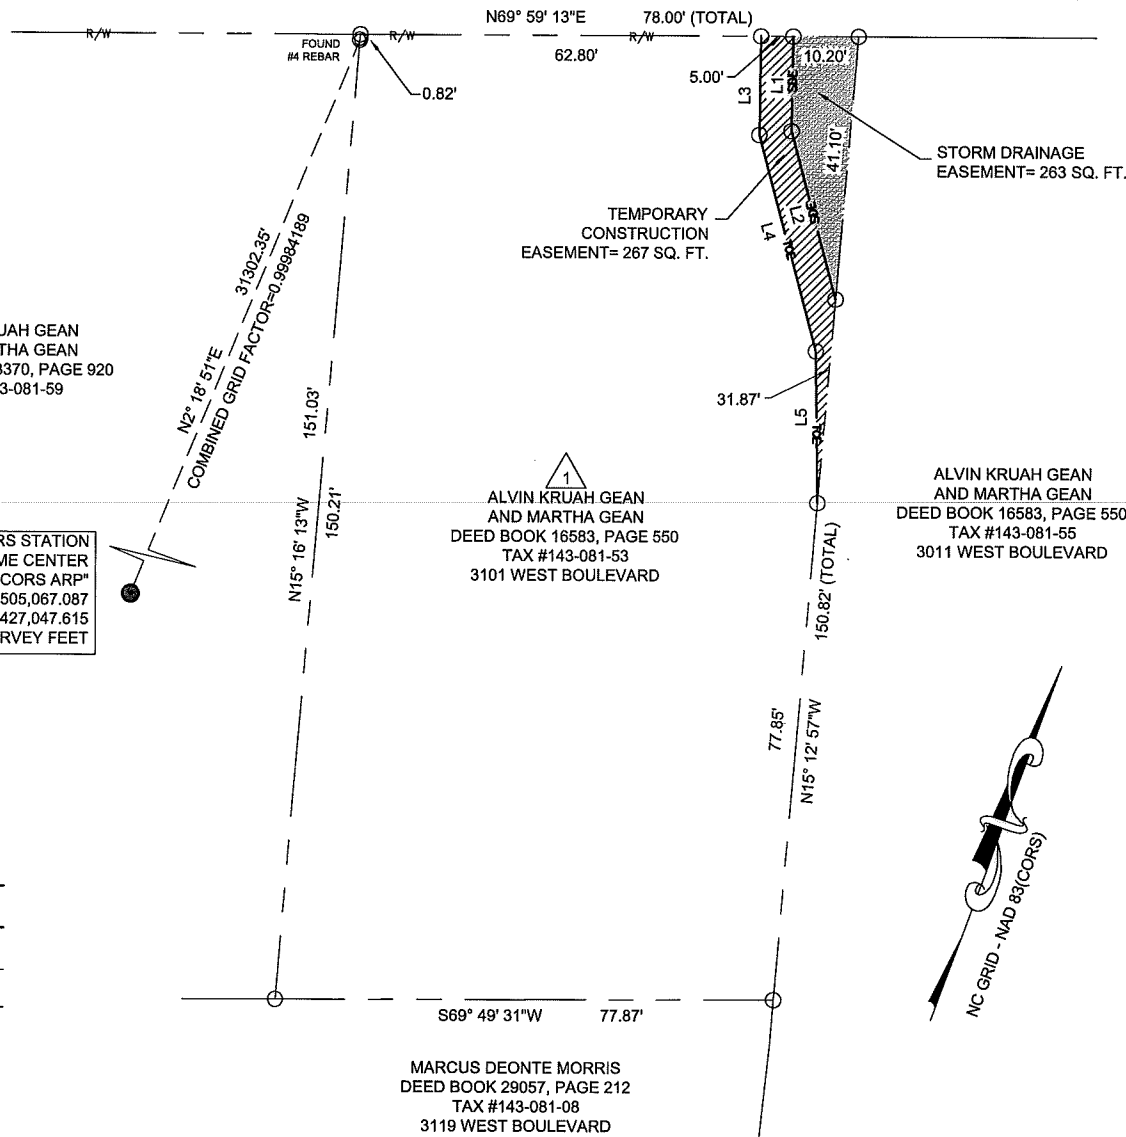 N69° 59' 13"E 78.00' (TOTAL)
R/W
R/W
R/W
FOUND
#4 REBAR
62.80'
5.00'
10.20'
0.82'
L3
L1
SDE
41.10'
STORM DRAINAGE
EASEMENT= 263 SQ. FT.
TEMPORARY
CONSTRUCTION
EASEMENT= 267 SQ. FT.
L2
SDE
L4
TCE
31302.35'
N2° 18' 51"E
COMBINED GRID FACTOR=0.99984189
UAH GEAN
THA GEAN
3370, PAGE 920
3-081-59
31.87'
L5
TCE
151.03'
N15° 16' 13"W
150.21'
1
ALVIN KRUAH GEAN
AND MARTHA GEAN
DEED BOOK 16583, PAGE 550
TAX #143-081-53
3101 WEST BOULEVARD
ALVIN KRUAH GEAN
AND MARTHA GEAN
DEED BOOK 16583, PAGE 550
TAX #143-081-55
3011 WEST BOULEVARD
RS STATION
ME CENTER
CORS ARP"
505,067.087
427,047.615
RVEY FEET
150.82' (TOTAL)
77.85'
N15° 12' 57"W
NC GRID - NAD 83(CORS)
S69° 49' 31"W 77.87'
MARCUS DEONTE MORRIS
DEED BOOK 29057, PAGE 212
TAX #143-081-08
3119 WEST BOULEVARD